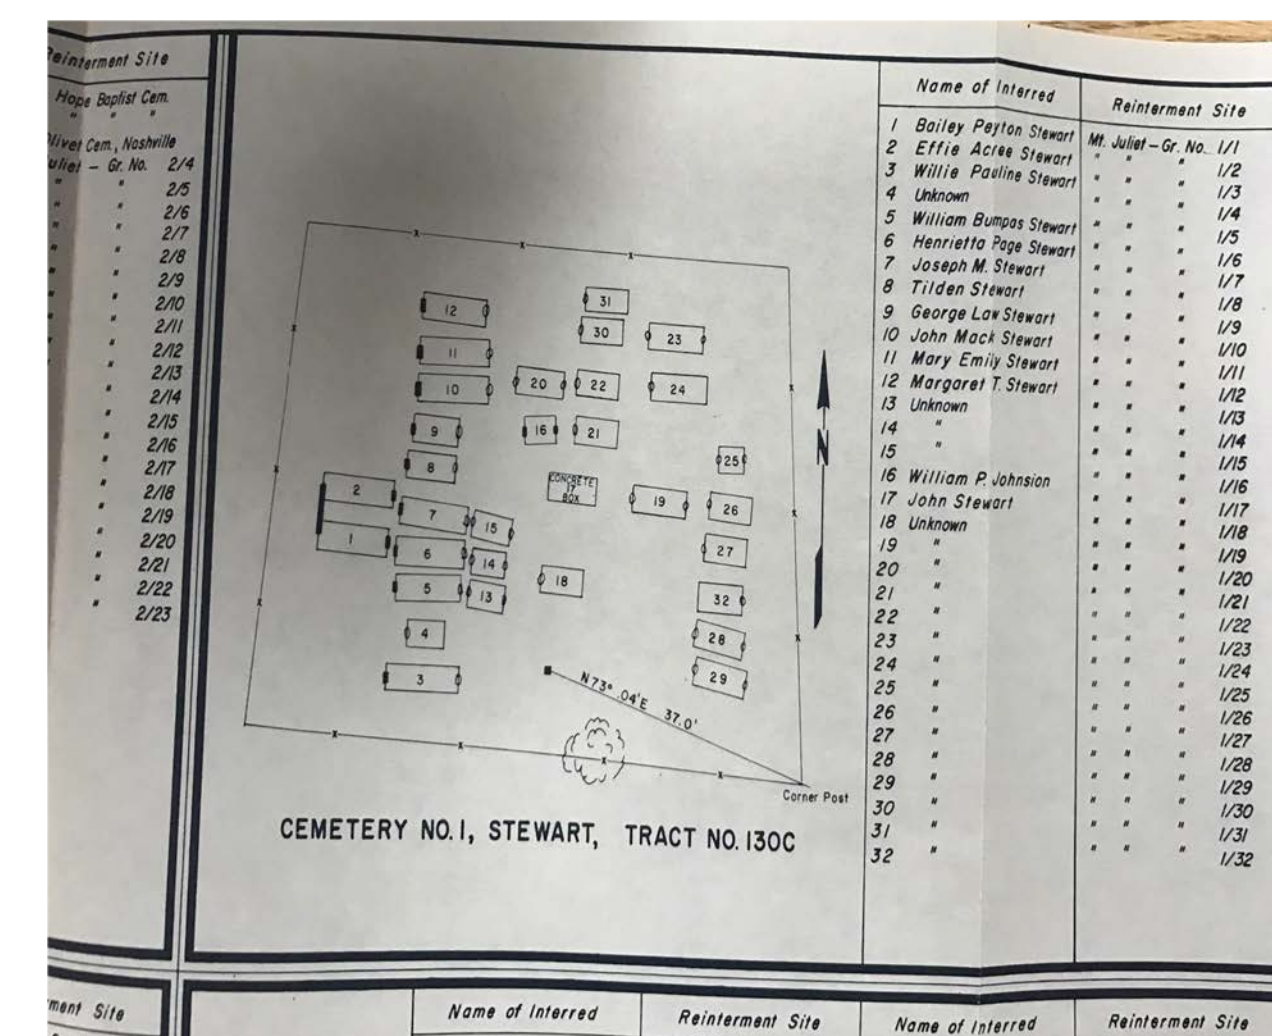 Reinterment Site
Hope Baptist Cem.
" " "
Olivet Cem., Nashville
Juliet – Gr. No. 2/4
" " 2/5
" " 2/6
" " 2/7
" " 2/8
" " 2/9
" " 2/10
" " 2/11
" " 2/12
" " 2/13
" 2/14
" 2/15
" 2/16
" 2/17
" 2/18
" 2/19
" 2/20
" 2/21
" 2/22
" 2/23
12
31
30
23
11
20
22
24
10
16
21
9
8
25
CONCRETE
17
BOX
2
19
26
7
15
1
6
14
27
5
13
18
32
4
28
3
29
N
N73° .04'E 37.0'
Corner Post
CEMETERY NO. 1, STEWART, TRACT NO. 130C
Name of Interred Reinterment Site
1 Bailey Peyton Stewart Mt. Juliet – Gr. No. 1/1
2 Effie Acree Stewart " " " 1/2
3 Willie Pauline Stewart " " " 1/3
4 Unknown " " " 1/4
5 William Bumpas Stewart " " " 1/5
6 Henrietta Page Stewart " " " 1/6
7 Joseph M. Stewart " " " 1/7
8 Tilden Stewart " " " 1/8
9 George Law Stewart " " " 1/9
10 John Mack Stewart " " " 1/10
11 Mary Emily Stewart " " " 1/11
12 Margaret T. Stewart " " " 1/12
13 Unknown " " " 1/13
14 " " " " 1/14
15 " " " " 1/15
16 William P. Johnsion " " " 1/16
17 John Stewart " " " 1/17
18 Unknown " " " 1/18
19 " " " " 1/19
20 " " " " 1/20
21 " " " " 1/21
22 " " " " 1/22
23 " " " " 1/23
24 " " " " 1/24
25 " " " " 1/25
26 " " " " 1/26
27 " " " " 1/27
28 " " " " 1/28
29 " " " " 1/29
30 " " " " 1/30
31 " " " " 1/31
32 " " " " 1/32
Site
Name of Interred Reinterment Site Name of Interred Reinterment Site